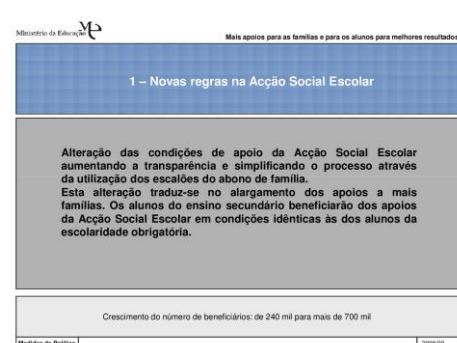 Ministério da Educação
Mais apoios para as famílias e para os alunos para melhores resultados
1 – Novas regras na Acção Social Escolar
Alteração das condições de apoio da Acção Social Escolar
aumentando a transparência e simplificando o processo através
da utilização dos escalões do abono de família.
Esta alteração traduz-se no alargamento dos apoios a mais
famílias. Os alunos do ensino secundário beneficiarão dos apoios
da Acção Social Escolar em condições idênticas às dos alunos da
escolaridade obrigatória.
Crescimento do número de beneficiários: de 240 mil para mais de 700 mil
Medidas de Política